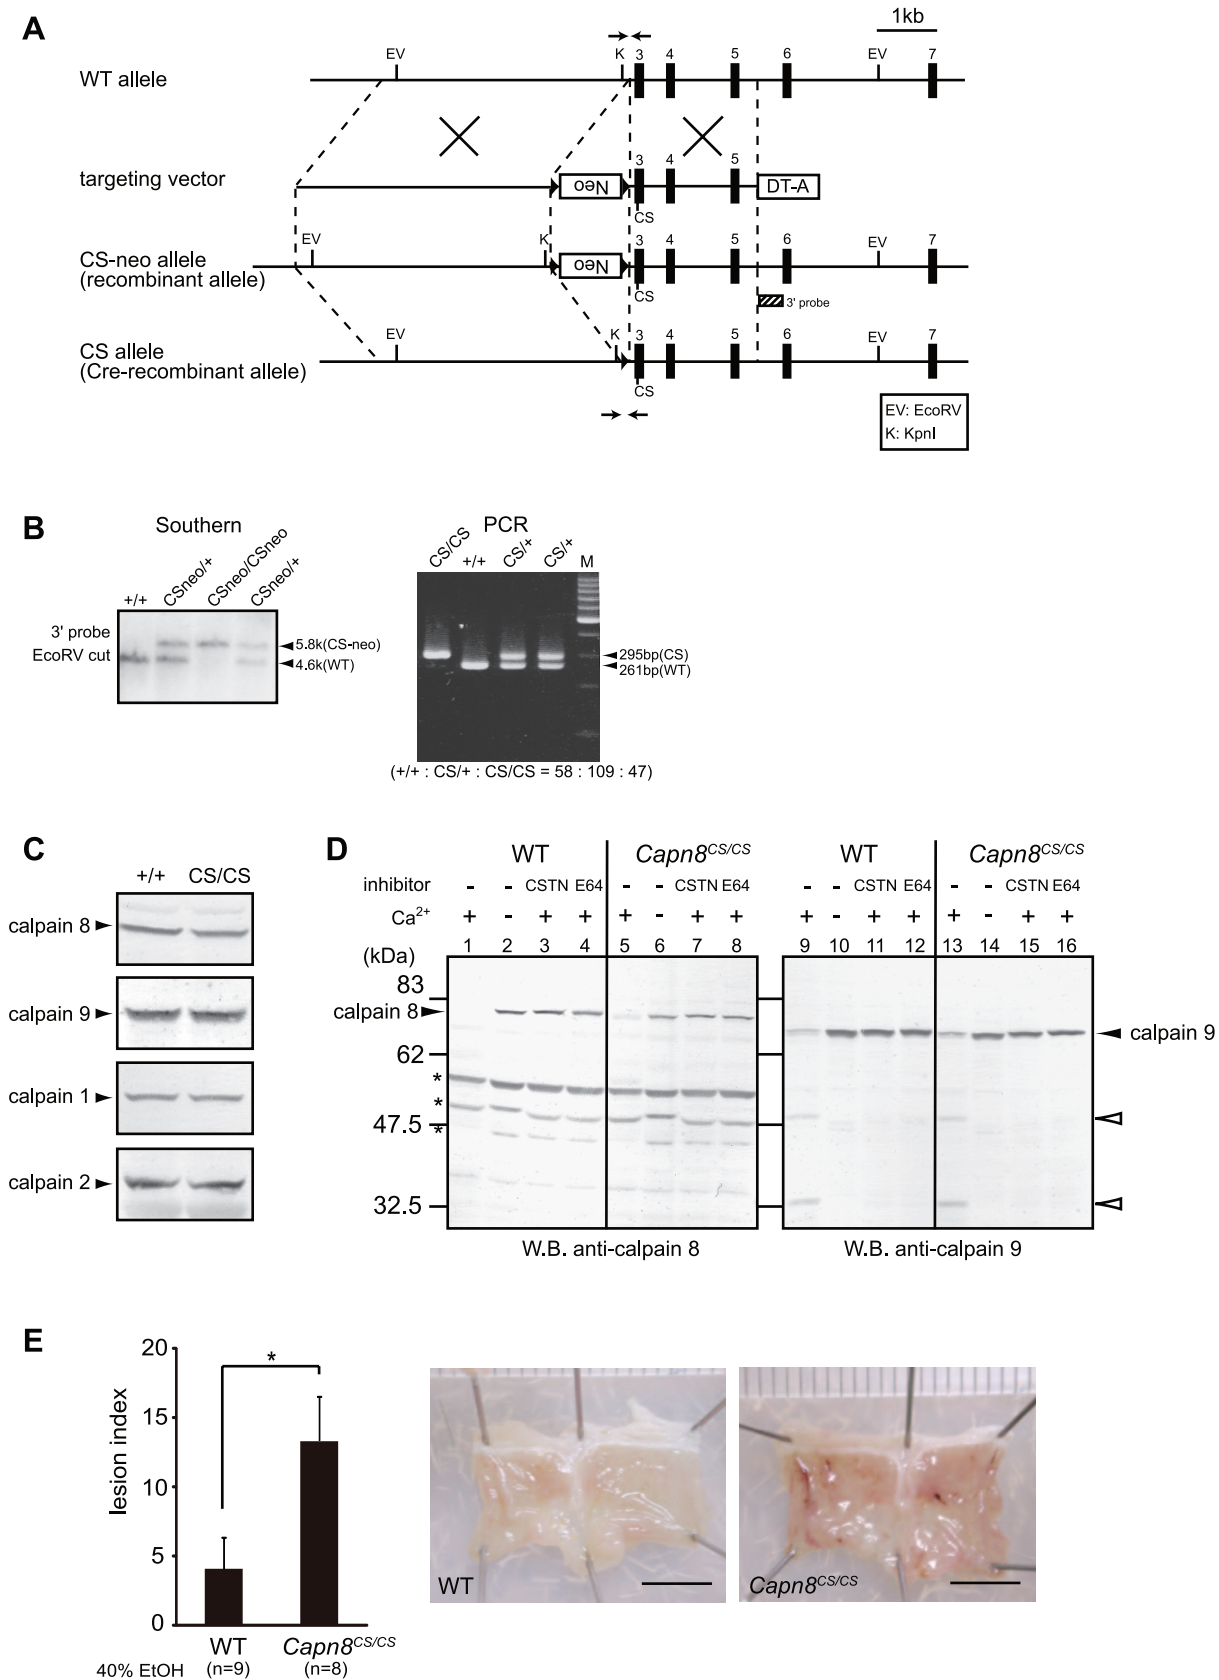 A
1kb
EV K 3 4 5 6 EV 7
WT allele
3 4 5
targeting vector
Neo
DT-A
CS
EV K 3 4 5 6 EV 7
CS-neo allele
(recombinant allele)
Neo
CS
3' probe
EV K 3 4 5 6 EV 7
CS allele
(Cre-recombinant allele)
CS
EV: EcoRV
K: KpnI
B
Southern
+/+ CSneo/+ CSneo/CSneo CSneo/+
3' probe
EcoRV cut
5.8k(CS-neo)
4.6k(WT)
PCR
CS/CS +/+ CS/+ CS/+ M
295bp(CS)
261bp(WT)
(+/+ : CS/+ : CS/CS = 58 : 109 : 47)
C
+/+ CS/CS
calpain 8
calpain 9
calpain 1
calpain 2
D
WT Capn8CS/CS WT Capn8CS/CS
inhibitor - - CSTN E64 - - CSTN E64 - - CSTN E64 - - CSTN E64
Ca2+ + - + + + - + + + - + + + - + +
(kDa) 1 2 3 4 5 6 7 8 9 10 11 12 13 14 15 16
83
calpain 8
calpain 9
62
*
*
47.5
*
32.5
W.B. anti-calpain 8
W.B. anti-calpain 9
E
lesion index
20
15
10
5
0
*
WT Capn8CS/CS
40% EtOH (n=9) (n=8)
WT
Capn8CS/CS